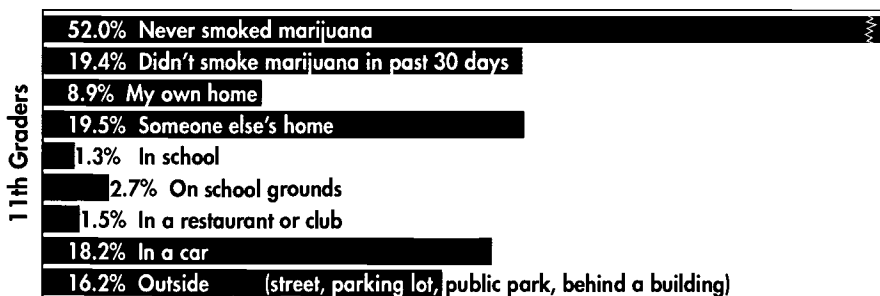 11th Graders
52.0% Never smoked marijuana
19.4% Didn't smoke marijuana in past 30 days
8.9% My own home
19.5% Someone else's home
1.3% In school
2.7% On school grounds
1.5% In a restaurant or club
18.2% In a car
16.2% Outside (street, parking lot, public park, behind a building)